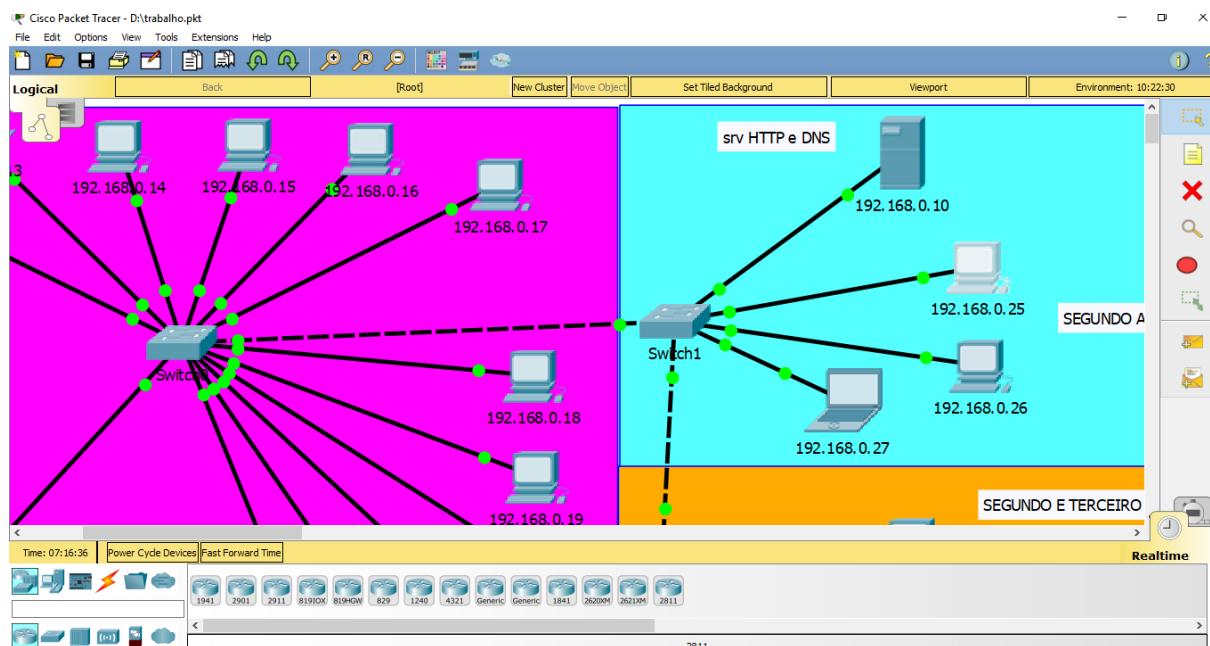 Cisco Packet Tracer - D:\trabalho.pkt
File Edit Options View Tools Extensions Help
Logical
Back
[Root]
New Cluster
Move Object
Set Tiled Background
Viewport
Environment: 10:22:30
srv HTTP e DNS
.3
192.168.0.14
192.168.0.15
192.168.0.16
192.168.0.17
192.168.0.10
192.168.0.25
SEGUNDO A
Switch0
Switch1
192.168.0.18
192.168.0.26
192.168.0.27
192.168.0.19
SEGUNDO E TERCEIRO
Time: 07:16:36
Power Cycle Devices
Fast Forward Time
Realtime
1941 2901 2911 819IOX 819HGW 829 1240 4321 Generic Generic 1841 2620XM 2621XM 2811
2811